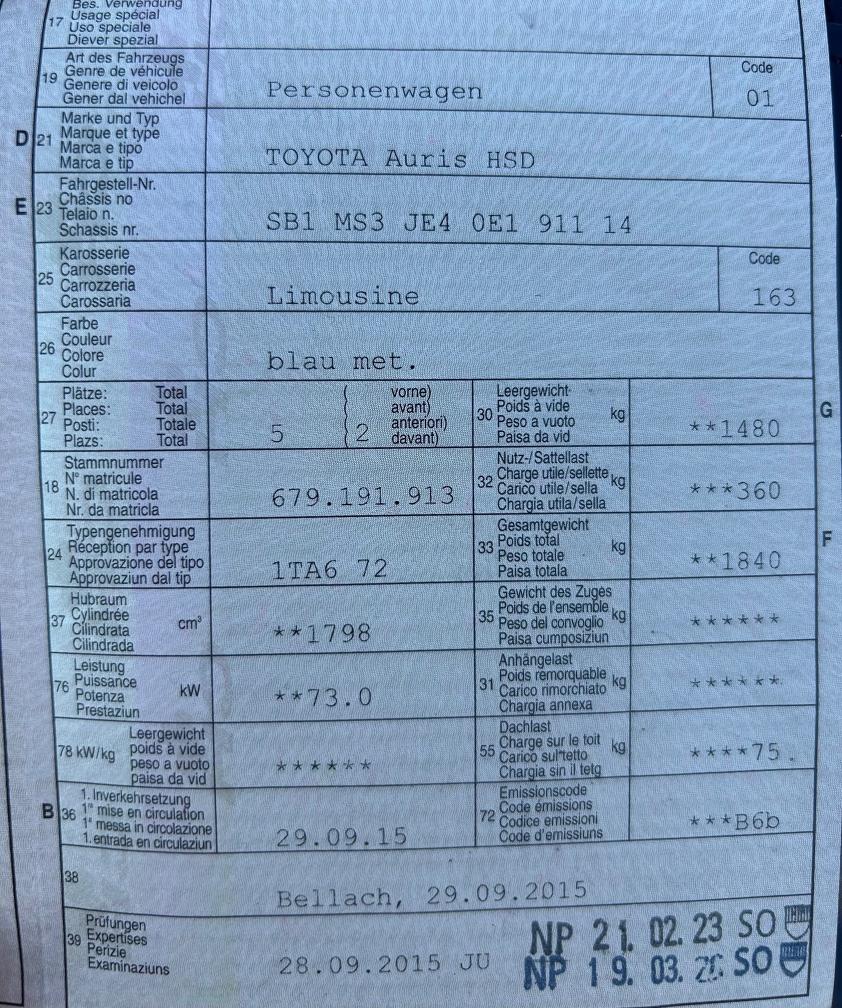 Bes. Verwendung
17 Usage spécial
Uso speciale
Diever spezial
Art des Fahrzeugs
19 Genre de véhicule
Genere di veicolo
Gener dal vehichel
Personenwagen
Code
01
D 21 Marke und Typ
Marque et type
Marca e tipo
Marca e tip
TOYOTA Auris HSD
E 23 Fahrgestell-Nr.
Châssis no
Telaio n.
Schassis nr.
SB1 MS3 JE4 0E1 911 14
25 Karosserie
Carrosserie
Carrozzeria
Carossaria
Limousine
Code
163
26 Farbe
Couleur
Colore
Colur
blau met.
27 Plätze: Total
Places: Total
Posti: Totale
Plazs: Total
5 ( 2 vorne)
avant)
anteriori)
davant)
30 Leergewicht
Poids à vide kg
Peso a vuoto
Paisa da vid
**1480
G
18 Stammnummer
N° matricule
N. di matricola
Nr. da matricla
679.191.913
32 Nutz-/Sattellast
Charge utile/sellette kg
Carico utile/sella
Chargia utila/sella
***360
24 Typengenehmigung
Réception par type
Approvazione del tipo
Approvaziun dal tip
1TA6 72
33 Gesamtgewicht
Poids total kg
Peso totale
Paisa totala
**1840
F
37 Hubraum
Cylindrée cm³
Cilindrata
Cilindrada
**1798
35 Gewicht des Zuges
Poids de l'ensemble kg
Peso del convoglio
Paisa cumposiziun
******
76 Leistung
Puissance kW
Potenza
Prestaziun
**73.0
31 Anhängelast
Poids remorquable kg
Carico rimorchiato
Chargia annexa
******
78 kW/kg Leergewicht
poids à vide
peso a vuoto
paisa da vid
******
55 Dachlast
Charge sur le toit kg
Carico sul tetto
Chargia sin il tetg
****75.
B 36 1. Inverkehrsetzung
1re mise en circulation
1a messa in circolazione
1. entrada en circulaziun
29.09.15
72 Emissionscode
Code émissions
Codice emissioni
Code d'emissiuns
***B6b
38
Bellach, 29.09.2015
39 Prüfungen
Expertises
Perizie
Examinaziuns
28.09.2015 JU
NP 21. 02. 23 SO
NP 19. 03. SO